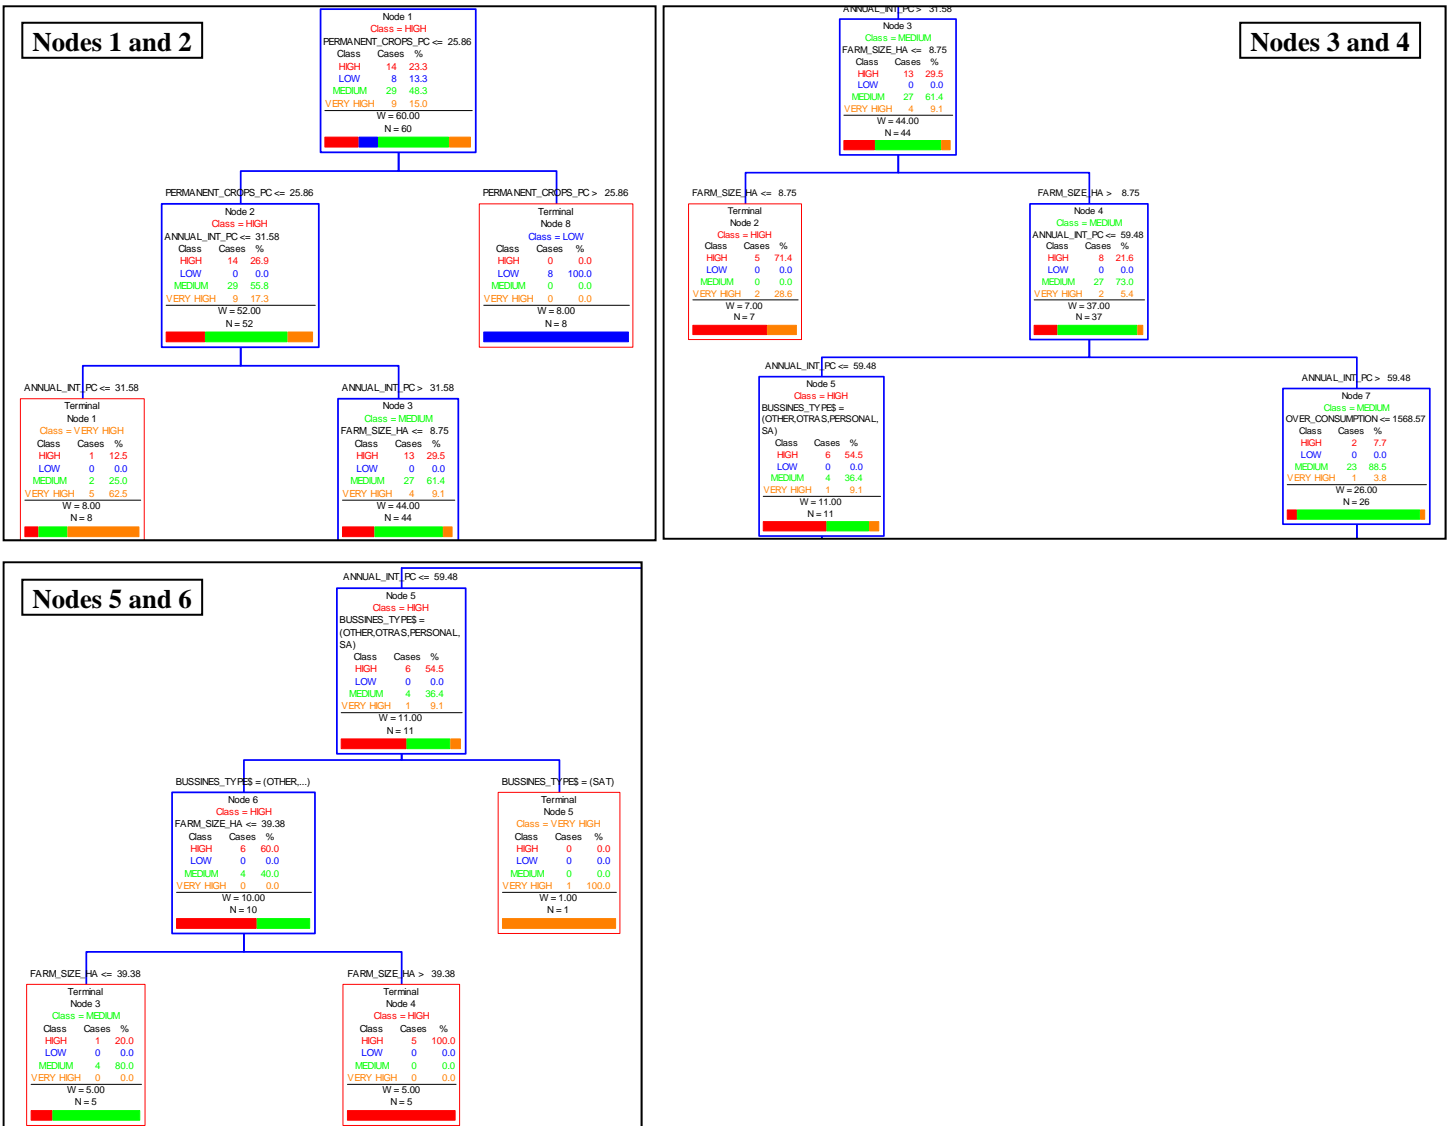 Nodes 1 and 2
Node 1
Class = HIGH
PERMANENT_CROPS_PC <= 25.86
Class Cases %
HIGH 14 23.3
LOW 8 13.3
MEDIUM 29 48.3
VERY HIGH 9 15.0
W = 60.00
N = 60
PERMANENT_CROPS_PC <= 25.86
Node 2
Class = HIGH
ANNUAL_INT_PC <= 31.58
Class Cases %
HIGH 14 26.9
LOW 0 0.0
MEDIUM 29 55.8
VERY HIGH 9 17.3
W = 52.00
N = 52
PERMANENT_CROPS_PC > 25.86
Terminal
Node 8
Class = LOW
Class Cases %
HIGH 0 0.0
LOW 8 100.0
MEDIUM 0 0.0
VERY HIGH 0 0.0
W = 8.00
N = 8
ANNUAL_INT_PC <= 31.58
Terminal
Node 1
Class = VERY HIGH
Class Cases %
HIGH 1 12.5
LOW 0 0.0
MEDIUM 2 25.0
VERY HIGH 5 62.5
W = 8.00
N = 8
ANNUAL_INT_PC > 31.58
Node 3
Class = MEDIUM
FARM_SIZE_HA <= 8.75
Class Cases %
HIGH 13 29.5
LOW 0 0.0
MEDIUM 27 61.4
VERY HIGH 4 9.1
W = 44.00
N = 44
Nodes 3 and 4
ANNUAL_INT_PC > 31.58
Node 3
Class = MEDIUM
FARM_SIZE_HA <= 8.75
Class Cases %
HIGH 13 29.5
LOW 0 0.0
MEDIUM 27 61.4
VERY HIGH 4 9.1
W = 44.00
N = 44
FARM_SIZE_HA <= 8.75
Terminal
Node 2
Class = HIGH
Class Cases %
HIGH 5 71.4
LOW 0 0.0
MEDIUM 0 0.0
VERY HIGH 2 28.6
W = 7.00
N = 7
FARM_SIZE_HA > 8.75
Node 4
Class = MEDIUM
ANNUAL_INT_PC <= 59.48
Class Cases %
HIGH 8 21.6
LOW 0 0.0
MEDIUM 27 73.0
VERY HIGH 2 5.4
W = 37.00
N = 37
ANNUAL_INT_PC <= 59.48
Node 5
Class = HIGH
BUSSINES_TYPE$ =
(OTHER,OTRAS,PERSONAL,
SA)
Class Cases %
HIGH 6 54.5
LOW 0 0.0
MEDIUM 4 36.4
VERY HIGH 1 9.1
W = 11.00
N = 11
ANNUAL_INT_PC > 59.48
Node 7
Class = MEDIUM
OVER_CONSUMPTION <= 1568.57
Class Cases %
HIGH 2 7.7
LOW 0 0.0
MEDIUM 23 88.5
VERY HIGH 1 3.8
W = 26.00
N = 26
Nodes 5 and 6
ANNUAL_INT_PC <= 59.48
Node 5
Class = HIGH
BUSSINES_TYPE$ =
(OTHER,OTRAS,PERSONAL,
SA)
Class Cases %
HIGH 6 54.5
LOW 0 0.0
MEDIUM 4 36.4
VERY HIGH 1 9.1
W = 11.00
N = 11
BUSSINES_TYPE$ = (OTHER,...)
Node 6
Class = HIGH
FARM_SIZE_HA <= 39.38
Class Cases %
HIGH 6 60.0
LOW 0 0.0
MEDIUM 4 40.0
VERY HIGH 0 0.0
W = 10.00
N = 10
BUSSINES_TYPE$ = (SAT)
Terminal
Node 5
Class = VERY HIGH
Class Cases %
HIGH 0 0.0
LOW 0 0.0
MEDIUM 0 0.0
VERY HIGH 1 100.0
W = 1.00
N = 1
FARM_SIZE_HA <= 39.38
Terminal
Node 3
Class = MEDIUM
Class Cases %
HIGH 1 20.0
LOW 0 0.0
MEDIUM 4 80.0
VERY HIGH 0 0.0
W = 5.00
N = 5
FARM_SIZE_HA > 39.38
Terminal
Node 4
Class = HIGH
Class Cases %
HIGH 5 100.0
LOW 0 0.0
MEDIUM 0 0.0
VERY HIGH 0 0.0
W = 5.00
N = 5